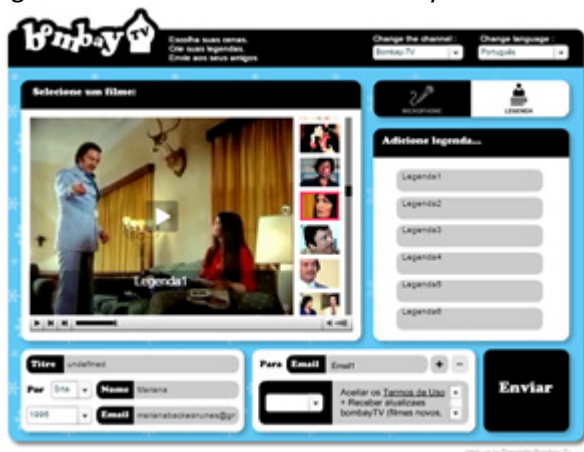 bombay TV
Escolha suas cenas.
Crie suas legendas.
Envie aos seus amigos
Change the channel :
Bombay-TV
Change language :
Português
Selecione um filme:
Legenda1
MICROPHONE
LEGENDA
Adicione legenda...
Legenda1
Legenda2
Legenda3
Legenda4
Legenda5
Legenda6
Titre undefined
Por Srta Nome Mariana
1996 Email
Para Email Email1 + -
Aceitar os Termos de Uso
+ Receber atualizaes
bombayTV (filmes novos,
Enviar